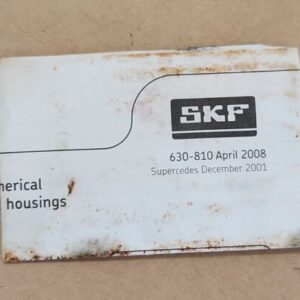 SKF
630-810 April 2008
Supercedes December 2001
herical
housings